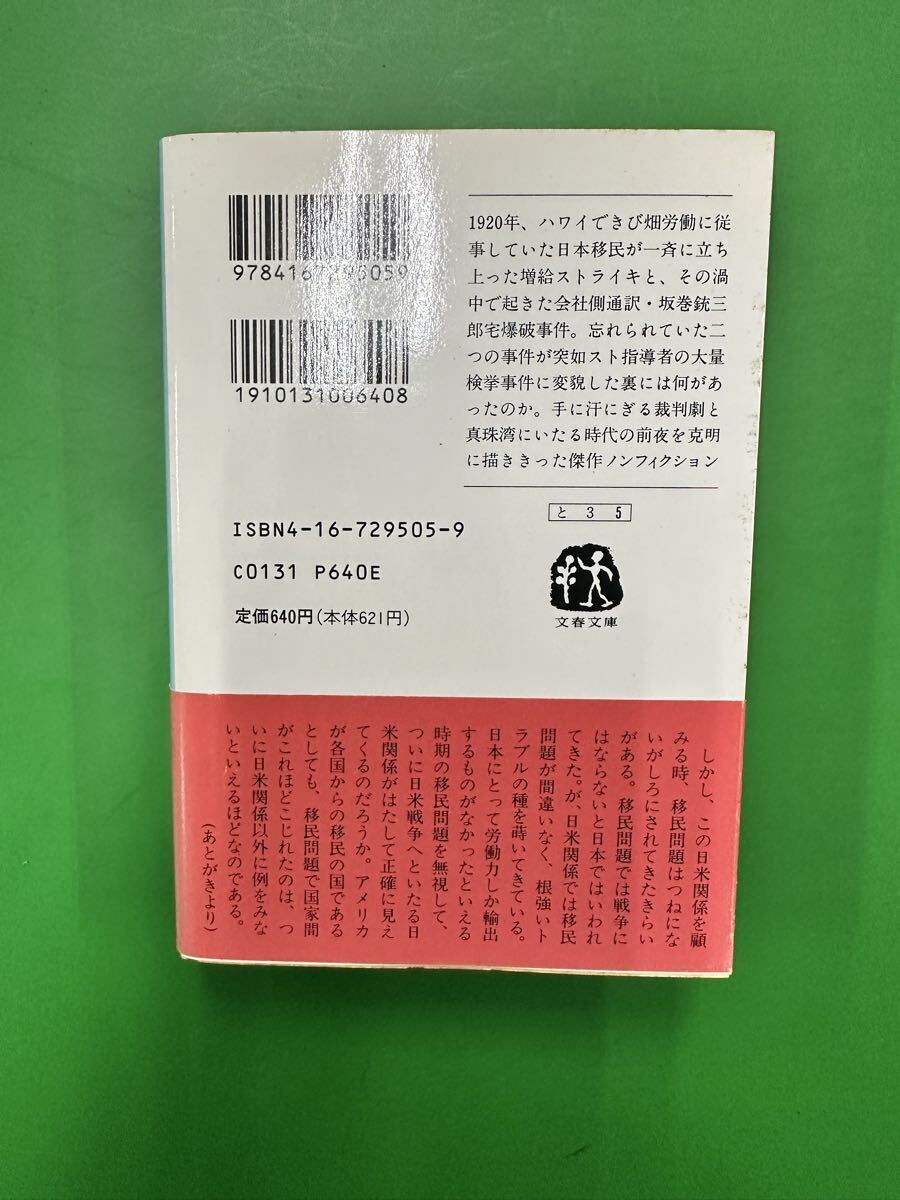 9784167295059
1910131006408
1920年、ハワイできび畑労働に従
事していた日本移民が一斉に立ち
上った増給ストライキと、その渦
中で起きた会社側通訳・坂巻銃三
郎宅爆破事件。忘れられていた二
つの事件が突如スト指導者の大量
検挙事件に変貌した裏には何があ
ったのか。手に汗にぎる裁判劇と
真珠湾にいたる時代の前夜を克明
に描ききった傑作ノンフィクション
と 3 5
文春文庫
ISBN4-16-729505-9
C0131 P640E
定価640円(本体621円)
しかし、この日米関係を顧
みる時、移民問題はつねにな
いがしろにされてきたきらい
がある。移民問題では戦争に
はならないと日本ではいわれ
てきた。が、日米関係では移民
問題が間違いなく、根強いト
ラブルの種を蒔いてきている。
日本にとって労働力しか輸出
するものがなかったといえる
時期の移民問題を無視して、
ついに日米戦争へといたる日
米関係がはたして正確に見え
てくるのだろうか。アメリカ
が各国からの移民の国である
としても、移民問題で国家間
がこれほどこじれたのは、つ
いに日米関係以外に例をみな
いといえるほどなのである。
(あとがきより)